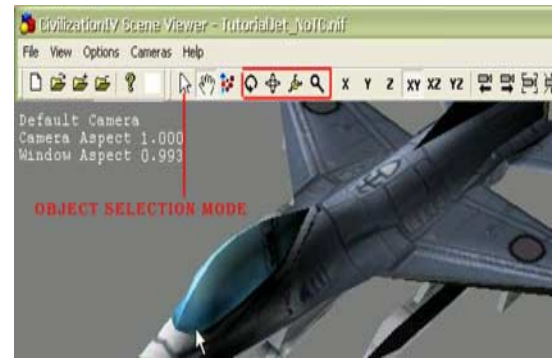 CivilizationIV Scene Viewer - TutorialJet_NoTC.nif
File View Options Cameras Help
X Y Z XY XZ YZ
Default Camera
Camera Aspect 1.000
Window Aspect 0.993
OBJECT SELECTION MODE